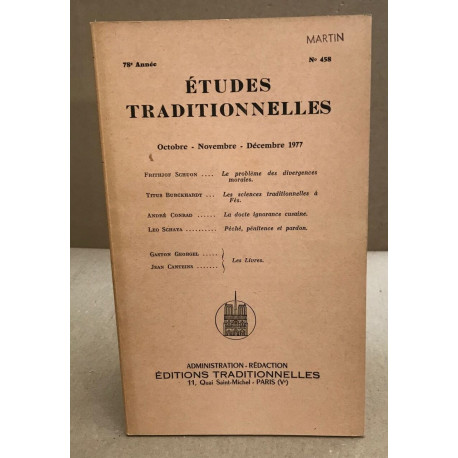 MARTIN
78e Année N° 458
ÉTUDES
TRADITIONNELLES
Octobre - Novembre - Décembre 1977
FRITHJOF SCHUON .... Le problème des divergences
morales.
TITUS BURCKHARDT ... Les sciences traditionnelles à
Fès.
ANDRÉ CONRAD ...... La docte ignorance cusaine.
LEO SCHAYA .......... Péché, pénitence et pardon.
GASTON GEORGEL .....
JEAN CANTEINS ....... Les Livres.
ADMINISTRATION - RÉDACTION
ÉDITIONS TRADITIONNELLES
11, Quai Saint-Michel - PARIS (Ve)